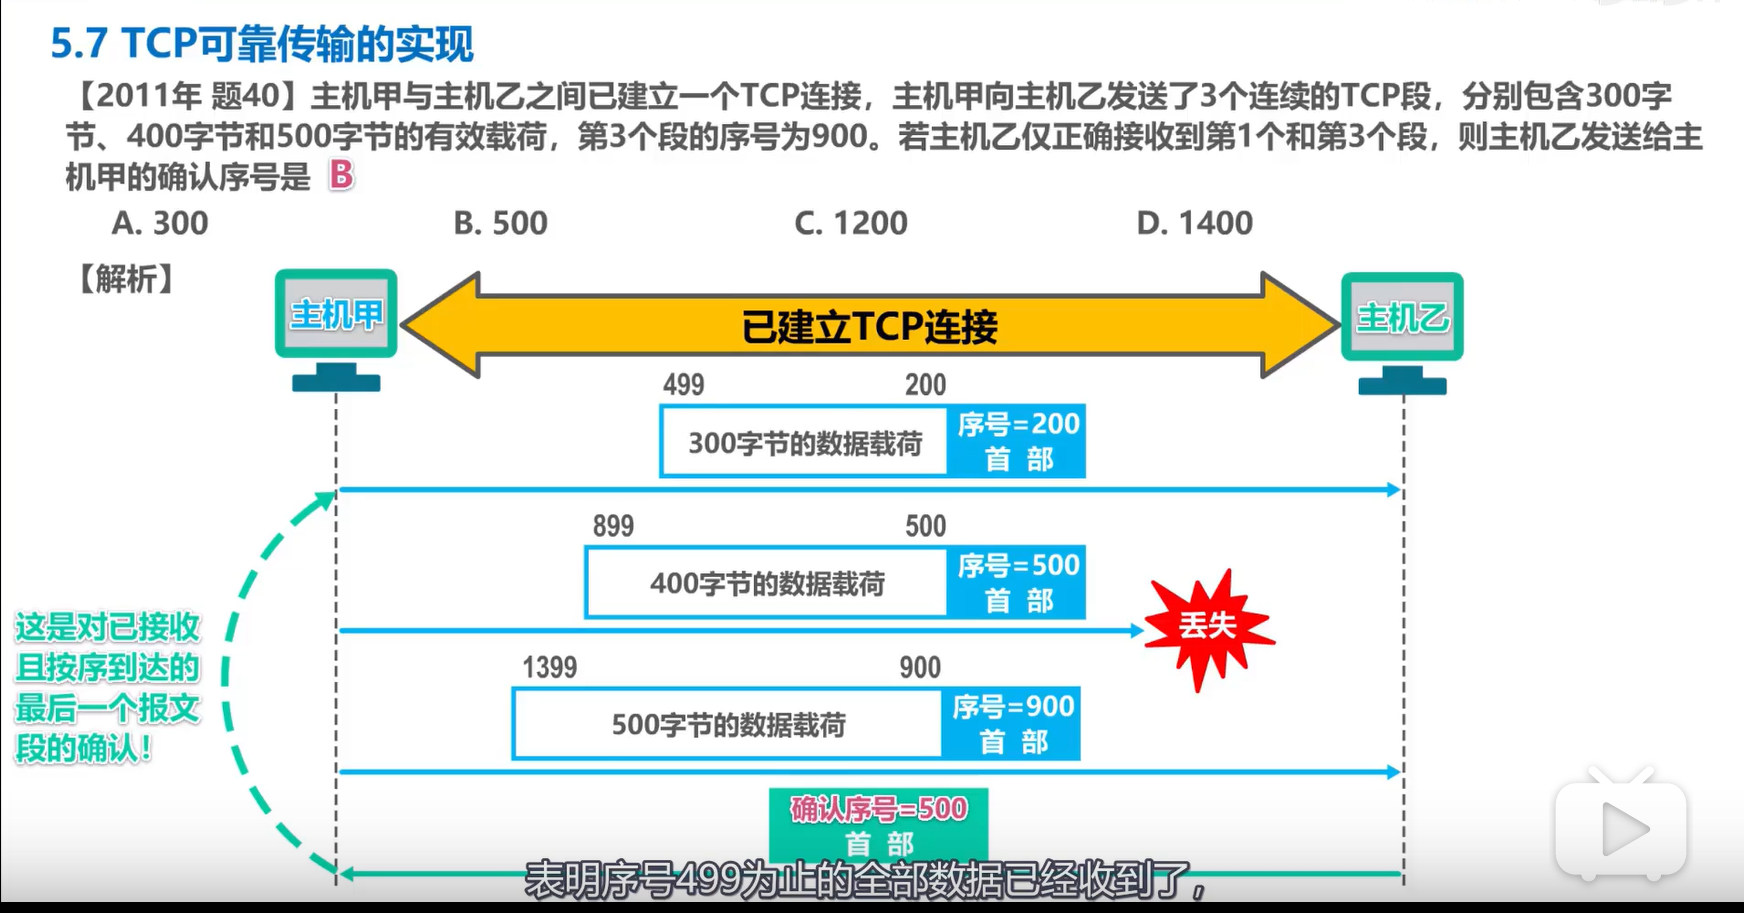 5.7 TCP可靠传输的实现
【2011年 题40】主机甲与主机乙之间已建立一个TCP连接，主机甲向主机乙发送了3个连续的TCP段，分别包含300字
节、400字节和500字节的有效载荷，第3个段的序号为900。若主机乙仅正确接收到第1个和第3个段，则主机乙发送给主
机甲的确认序号是 B
A. 300 B. 500 C. 1200 D. 1400
【解析】
主机甲
已建立TCP连接
主机乙
499 200
300字节的数据载荷
序号=200
首 部
899 500
400字节的数据载荷
序号=500
首 部
丢失
这是对已接收
且按序到达的
最后一个报文
段的确认！
1399 900
500字节的数据载荷
序号=900
首 部
确认序号=500
首 部
表明序号499为止的全部数据已经收到了，